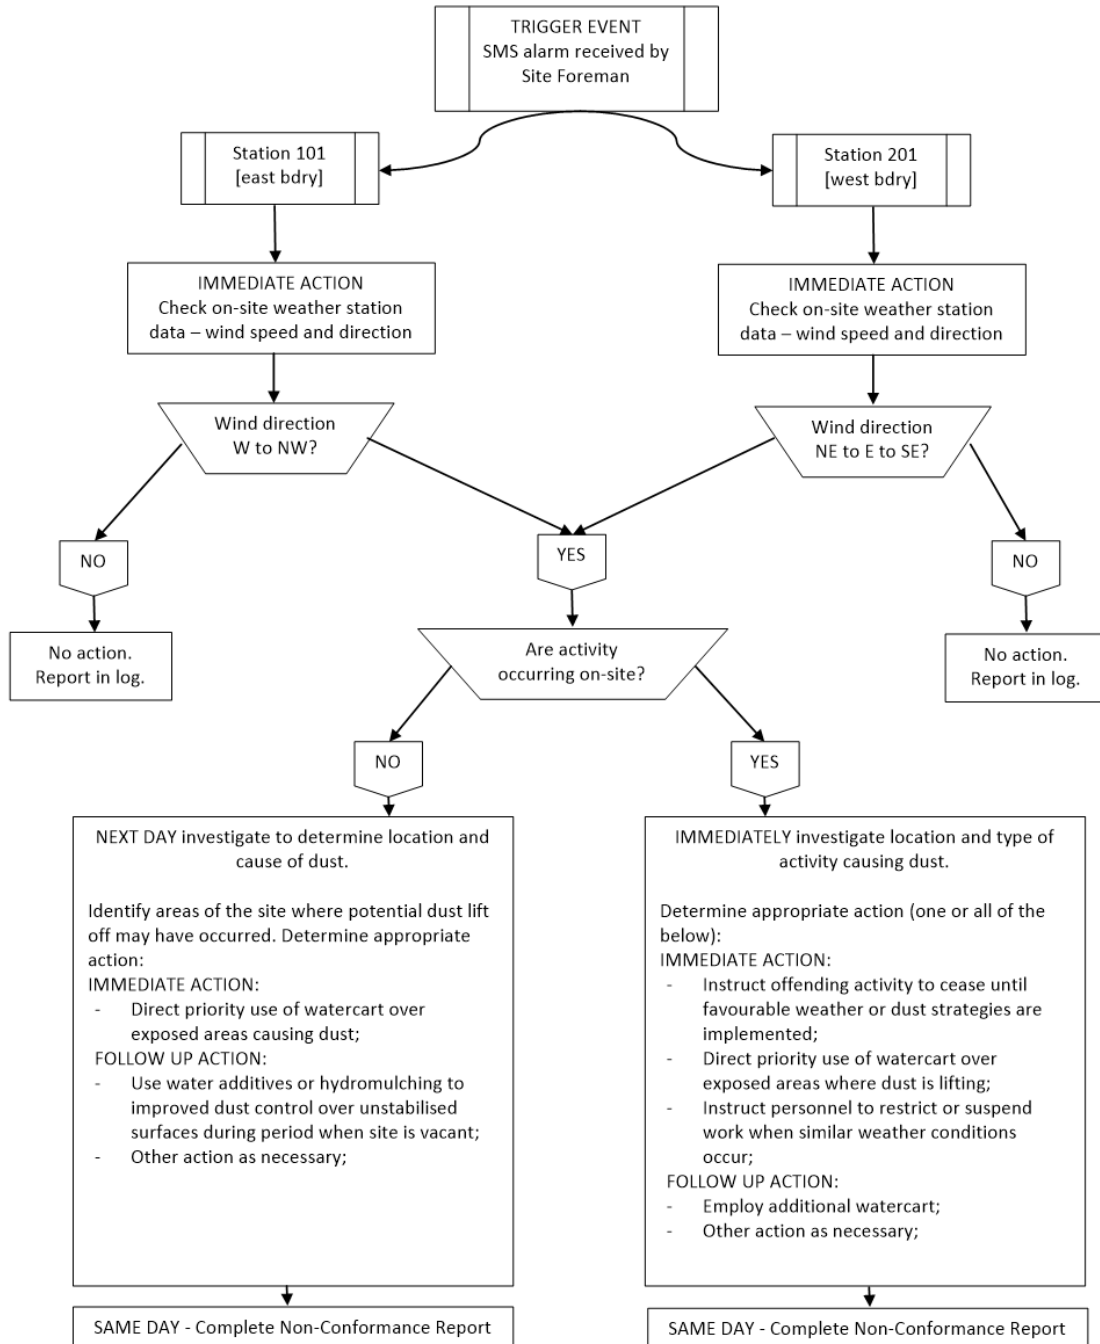 TRIGGER EVENT
SMS alarm received by
Site Foreman
Station 101
[east bdry]
Station 201
[west bdry]
IMMEDIATE ACTION
Check on-site weather station
data – wind speed and direction
IMMEDIATE ACTION
Check on-site weather station
data – wind speed and direction
Wind direction
W to NW?
Wind direction
NE to E to SE?
NO
YES
NO
No action.
Report in log.
Are activity
occurring on-site?
No action.
Report in log.
NO
YES
NEXT DAY investigate to determine location and
cause of dust.
Identify areas of the site where potential dust lift
off may have occurred. Determine appropriate
action:
IMMEDIATE ACTION:
- Direct priority use of watercart over
exposed areas causing dust;
FOLLOW UP ACTION:
- Use water additives or hydromulching to
improved dust control over unstabilised
surfaces during period when site is vacant;
- Other action as necessary;
IMMEDIATELY investigate location and type of
activity causing dust.
Determine appropriate action (one or all of the
below):
IMMEDIATE ACTION:
- Instruct offending activity to cease until
favourable weather or dust strategies are
implemented;
- Direct priority use of watercart over
exposed areas where dust is lifting;
- Instruct personnel to restrict or suspend
work when similar weather conditions
occur;
FOLLOW UP ACTION:
- Employ additional watercart;
- Other action as necessary;
SAME DAY - Complete Non-Conformance Report
SAME DAY - Complete Non-Conformance Report